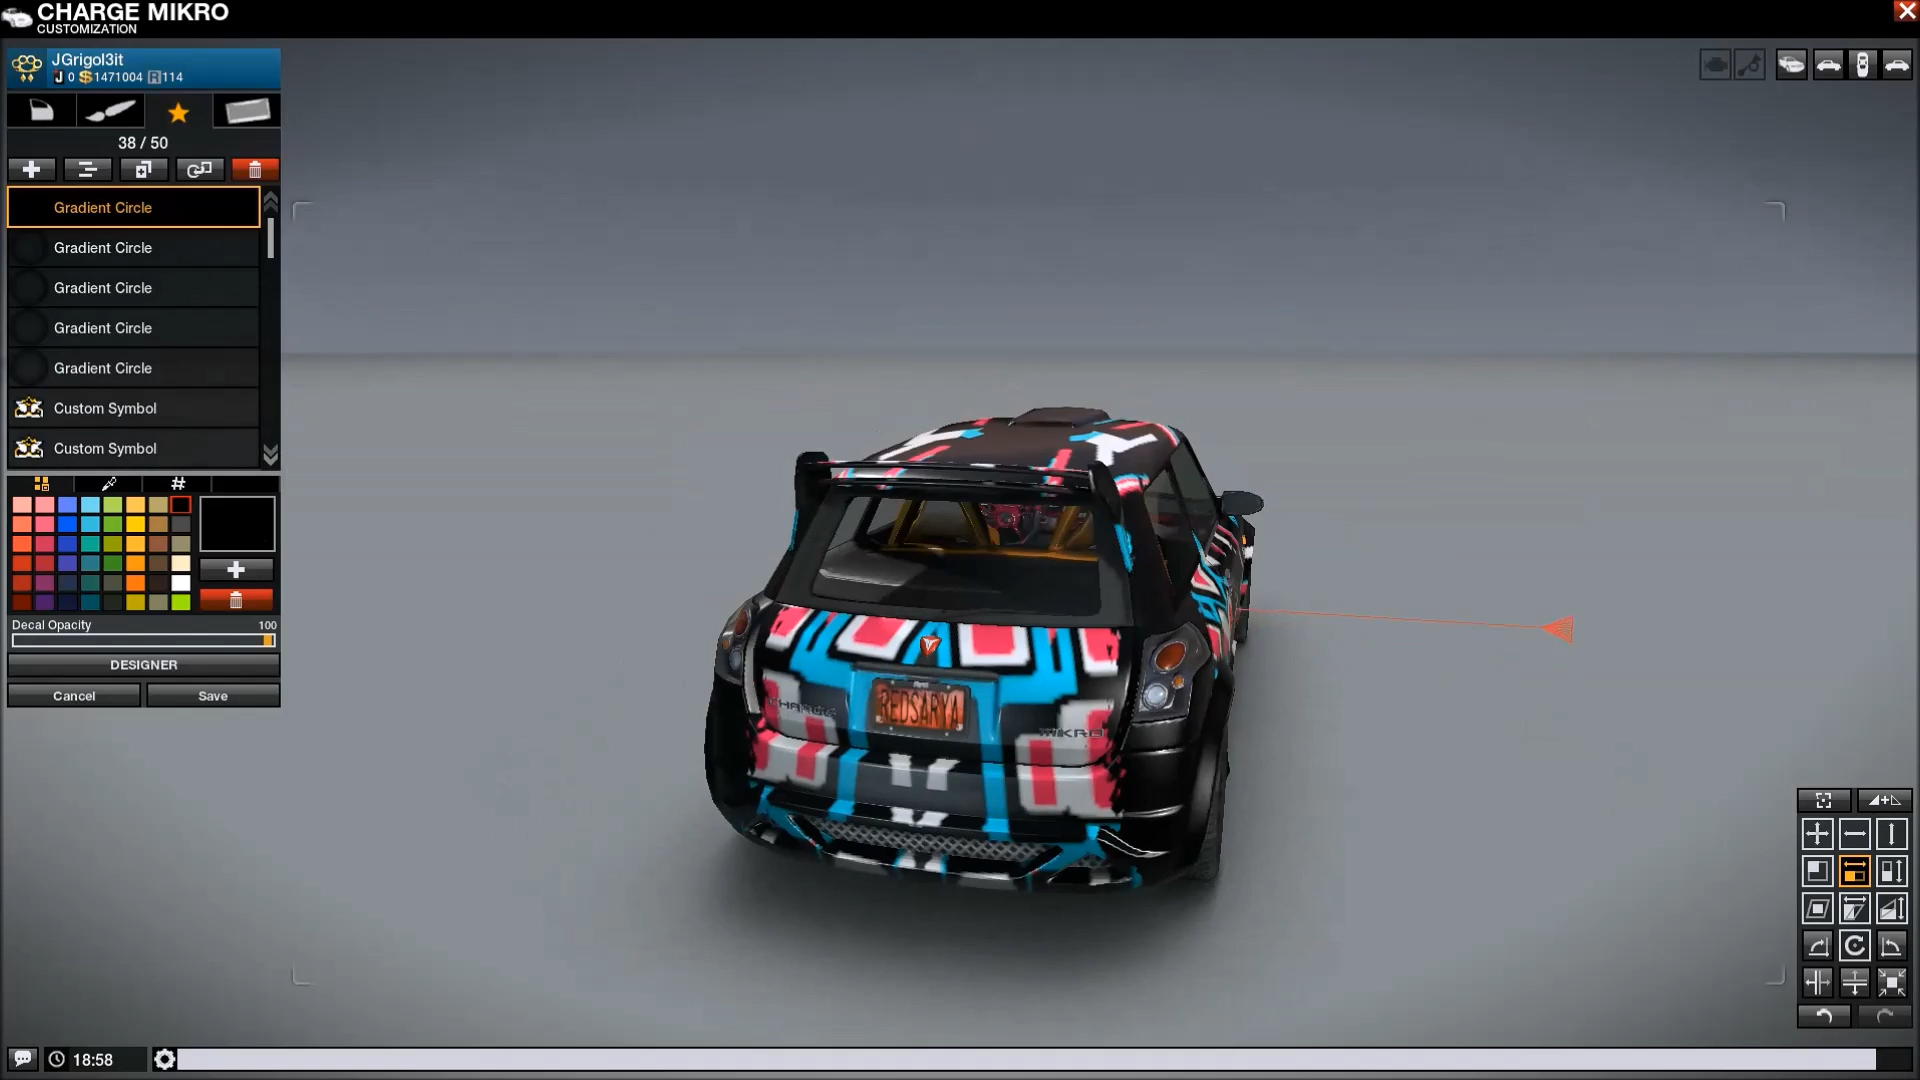 CHARGE MIKRO
CUSTOMIZATION
JGrigol3it
J 0 $1471004 R 114
38 / 50
Gradient Circle
Gradient Circle
Gradient Circle
Gradient Circle
Gradient Circle
Custom Symbol
Custom Symbol
#
Decal Opacity 100
DESIGNER
Cancel Save
REDSARYA
CHARGE
MIKRO
18:58